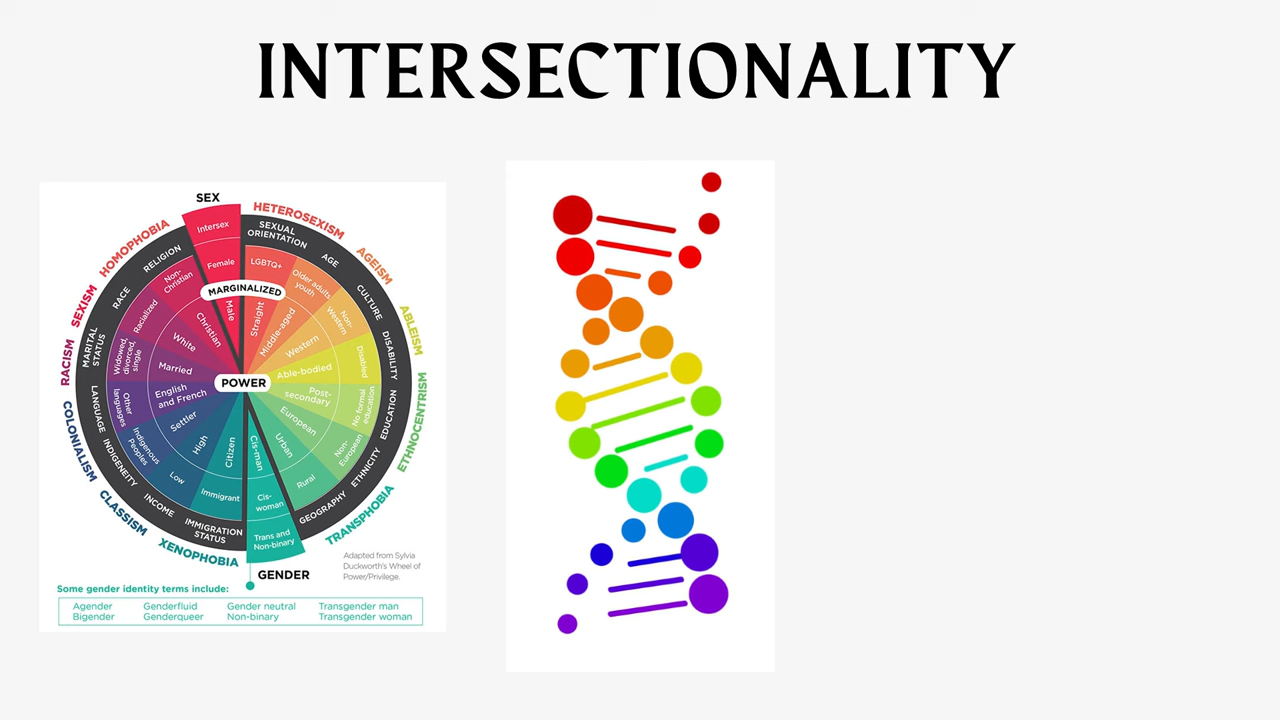 INTERSECTIONALITY
SEX
HETEROSEXISM
AGEISM
ABLEISM
ETHNOCENTRISM
TRANSPHOBIA
GENDER
XENOPHOBIA
CLASSISM
COLONIALISM
RACISM
SEXISM
HOMOPHOBIA
SEXUAL
ORIENTATION
AGE
CULTURE
DISABILITY
EDUCATION
ETHNICITY
GEOGRAPHY
IMMIGRATION
STATUS
INCOME
INDIGENEITY
LANGUAGE
MARITAL
STATUS
RACE
RELIGION
Intersex
Female
LGBTQ+
Older adults,
youth
Non-
Western
Disabled
No formal
education
Non-
European
Rural
Cis-
woman
Trans and
Non-binary
Immigrant
Low
Indigenous
Peoples
Other
languages
Widowed,
divorced,
single
Racialized
Non-
Christian
MARGINALIZED
Male
Straight
Middle-aged
Western
Able-bodied
Post-
secondary
European
Urban
Cis-man
Citizen
High
Settler
English
and French
Married
White
Christian
POWER
Adapted from Sylvia
Duckworth's Wheel of
Power/Privilege.
Some gender identity terms include:
Agender Genderfluid Gender neutral Transgender man
Bigender Genderqueer Non-binary Transgender woman